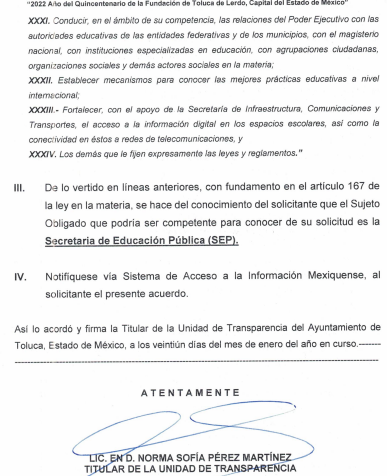 "2022 Año del Quincentenario de la Fundación de Toluca de Lerdo, Capital del Estado de México"
XXXI. Conducir, en el ámbito de su competencia, las relaciones del Poder Ejecutivo con las
autoridades educativas de las entidades federativas y de los municipios, con el magisterio
nacional, con instituciones especializadas en educación, con agrupaciones ciudadanas,
organizaciones sociales y demás actores sociales en la materia;
XXXII. Establecer mecanismos para conocer las mejores prácticas educativas a nivel
internacional;
XXXIII.- Fortalecer, con el apoyo de la Secretaría de Infraestructura, Comunicaciones y
Transportes, el acceso a la información digital en los espacios escolares, así como la
conectividad en éstos a redes de telecomunicaciones, y
XXXIV. Los demás que le fijen expresamente las leyes y reglamentos."
III. De lo vertido en líneas anteriores, con fundamento en el artículo 167 de
la ley en la materia, se hace del conocimiento del solicitante que el Sujeto
Obligado que podría ser competente para conocer de su solicitud es la
Secretaria de Educación Pública (SEP).
IV. Notifíquese vía Sistema de Acceso a la Información Mexiquense, al
solicitante el presente acuerdo.
Así lo acordó y firma la Titular de la Unidad de Transparencia del Ayuntamiento de
Toluca, Estado de México, a los veintiún días del mes de enero del año en curso.-------
A T E N T A M E N T E
LIC. EN D. NORMA SOFÍA PÉREZ MARTÍNEZ
TITULAR DE LA UNIDAD DE TRANSPARENCIA